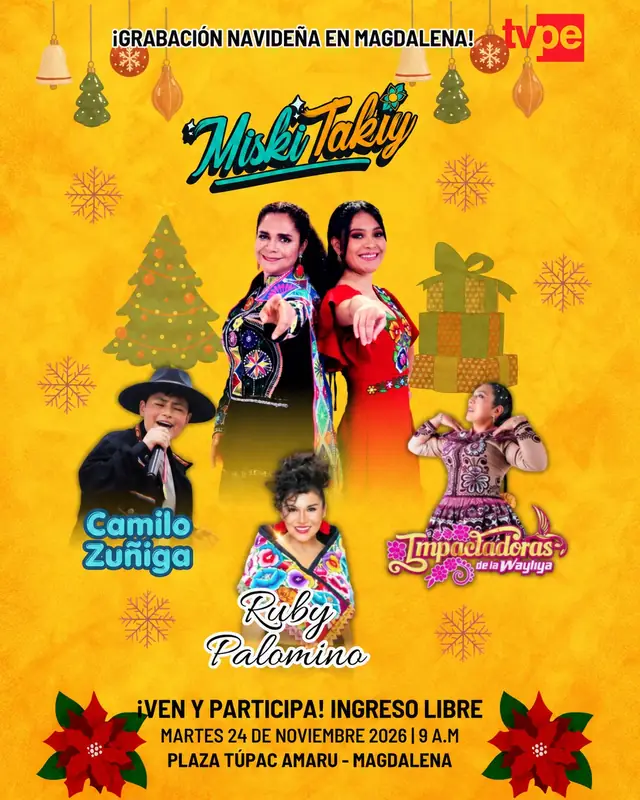 ¡GRABACIÓN NAVIDEÑA EN MAGDALENA!
tvpe
Miski Takiy
Camilo
Zuñiga
Impactadoras
de la Wayliya
Ruby
Palomino
¡VEN Y PARTICIPA! INGRESO LIBRE
MARTES 24 DE NOVIEMBRE 2026 | 9 A.M
PLAZA TÚPAC AMARU - MAGDALENA